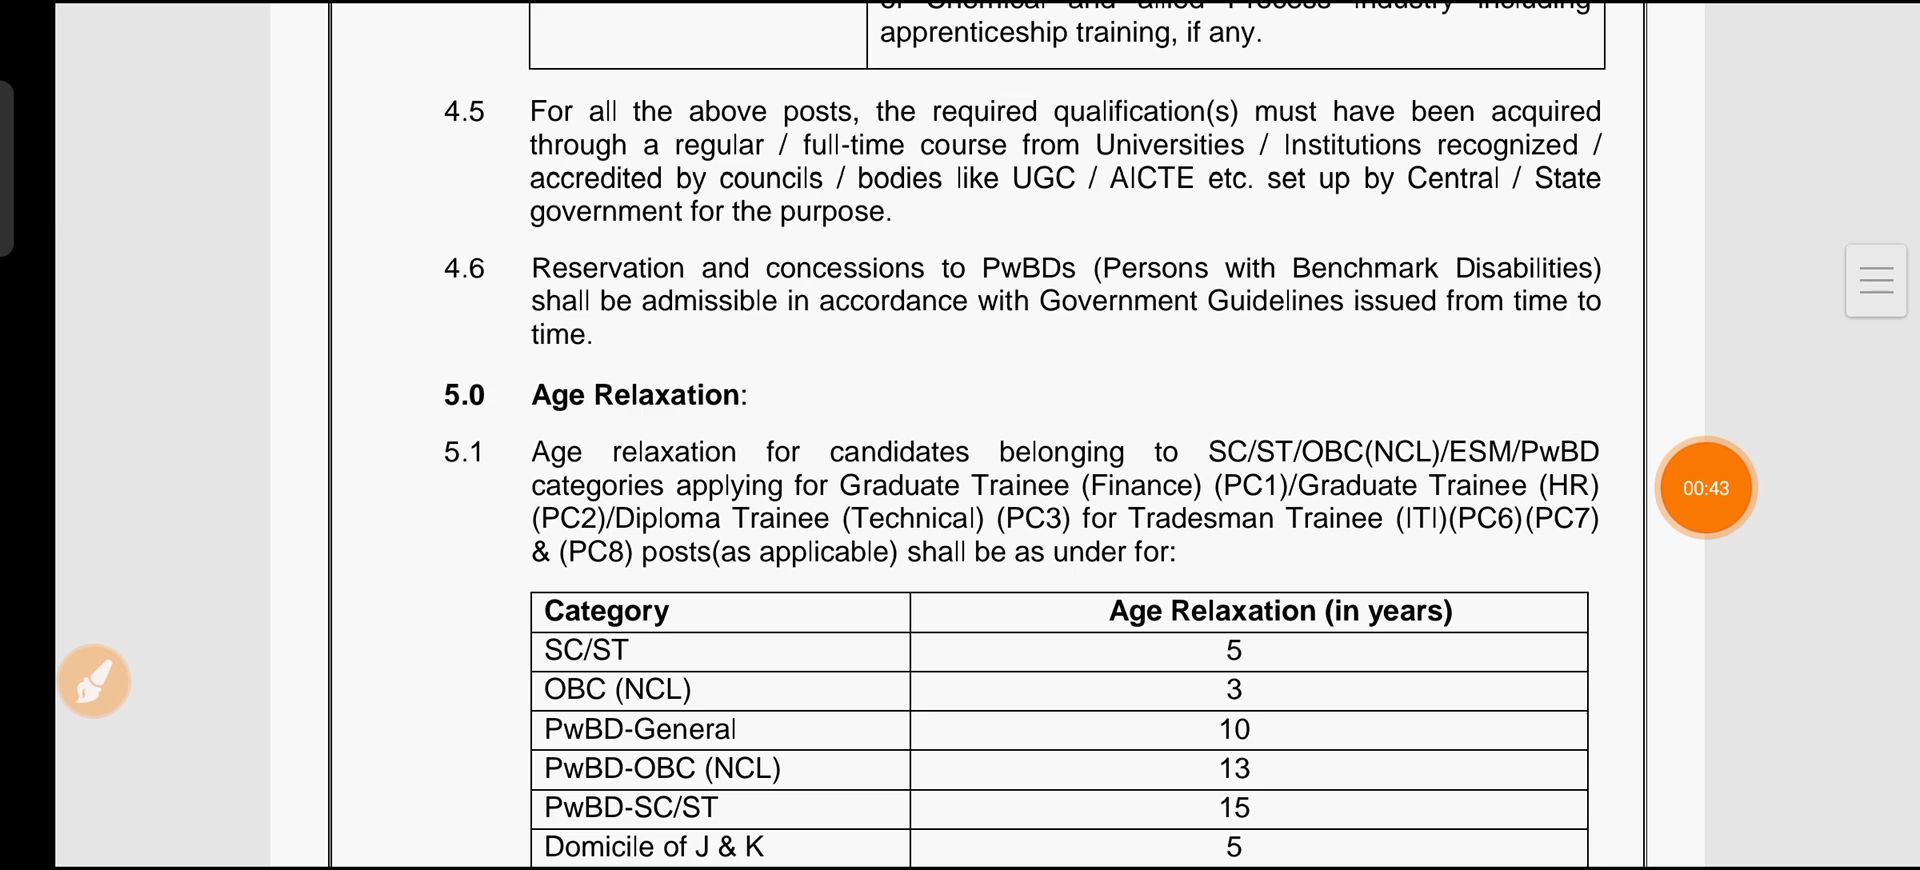 of Chemical and allied Process Industry including
apprenticeship training, if any.
4.5 For all the above posts, the required qualification(s) must have been acquired
through a regular / full-time course from Universities / Institutions recognized /
accredited by councils / bodies like UGC / AICTE etc. set up by Central / State
government for the purpose.
4.6 Reservation and concessions to PwBDs (Persons with Benchmark Disabilities)
shall be admissible in accordance with Government Guidelines issued from time to
time.
5.0 Age Relaxation:
5.1 Age relaxation for candidates belonging to SC/ST/OBC(NCL)/ESM/PwBD
categories applying for Graduate Trainee (Finance) (PC1)/Graduate Trainee (HR)
(PC2)/Diploma Trainee (Technical) (PC3) for Tradesman Trainee (ITI)(PC6)(PC7)
& (PC8) posts(as applicable) shall be as under for:
Category Age Relaxation (in years)
SC/ST 5
OBC (NCL) 3
PwBD-General 10
PwBD-OBC (NCL) 13
PwBD-SC/ST 15
Domicile of J & K 5
00:43